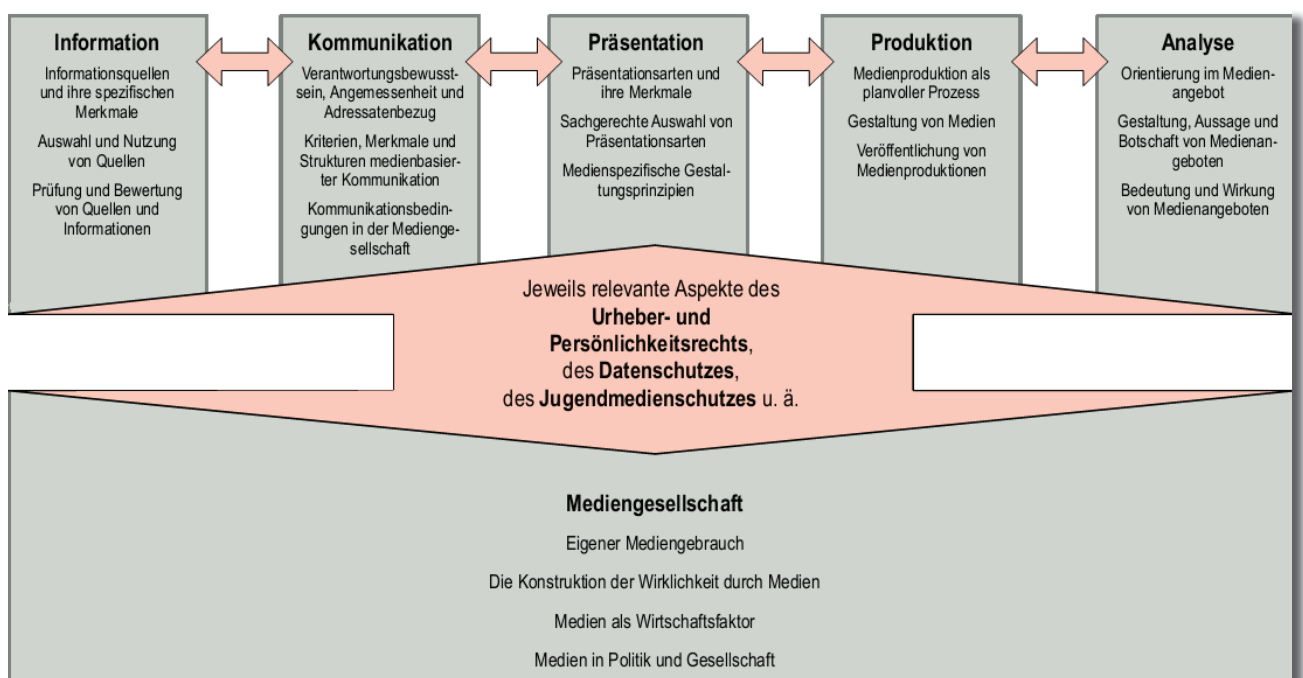 Information
Informationsquellen
und ihre spezifischen
Merkmale
Auswahl und Nutzung
von Quellen
Prüfung und Bewertung
von Quellen und
Informationen
Kommunikation
Verantwortungsbewusst-
sein, Angemessenheit und
Adressatenbezug
Kriterien, Merkmale und
Strukturen medienbasier-
ter Kommunikation
Kommunikationsbedin-
gungen in der Medienge-
sellschaft
Präsentation
Präsentationsarten und
ihre Merkmale
Sachgerechte Auswahl von
Präsentationsarten
Medienspezifische Gestal-
tungsprinzipien
Produktion
Medienproduktion als
planvoller Prozess
Gestaltung von Medien
Veröffentlichung von
Medienproduktionen
Analyse
Orientierung im Medien-
angebot
Gestaltung, Aussage und
Botschaft von Medienan-
geboten
Bedeutung und Wirkung
von Medienangeboten
Jeweils relevante Aspekte des
Urheber- und
Persönlichkeitsrechts,
des Datenschutzes,
des Jugendmedienschutzes u. ä.
Mediengesellschaft
Eigener Mediengebrauch
Die Konstruktion der Wirklichkeit durch Medien
Medien als Wirtschaftsfaktor
Medien in Politik und Gesellschaft